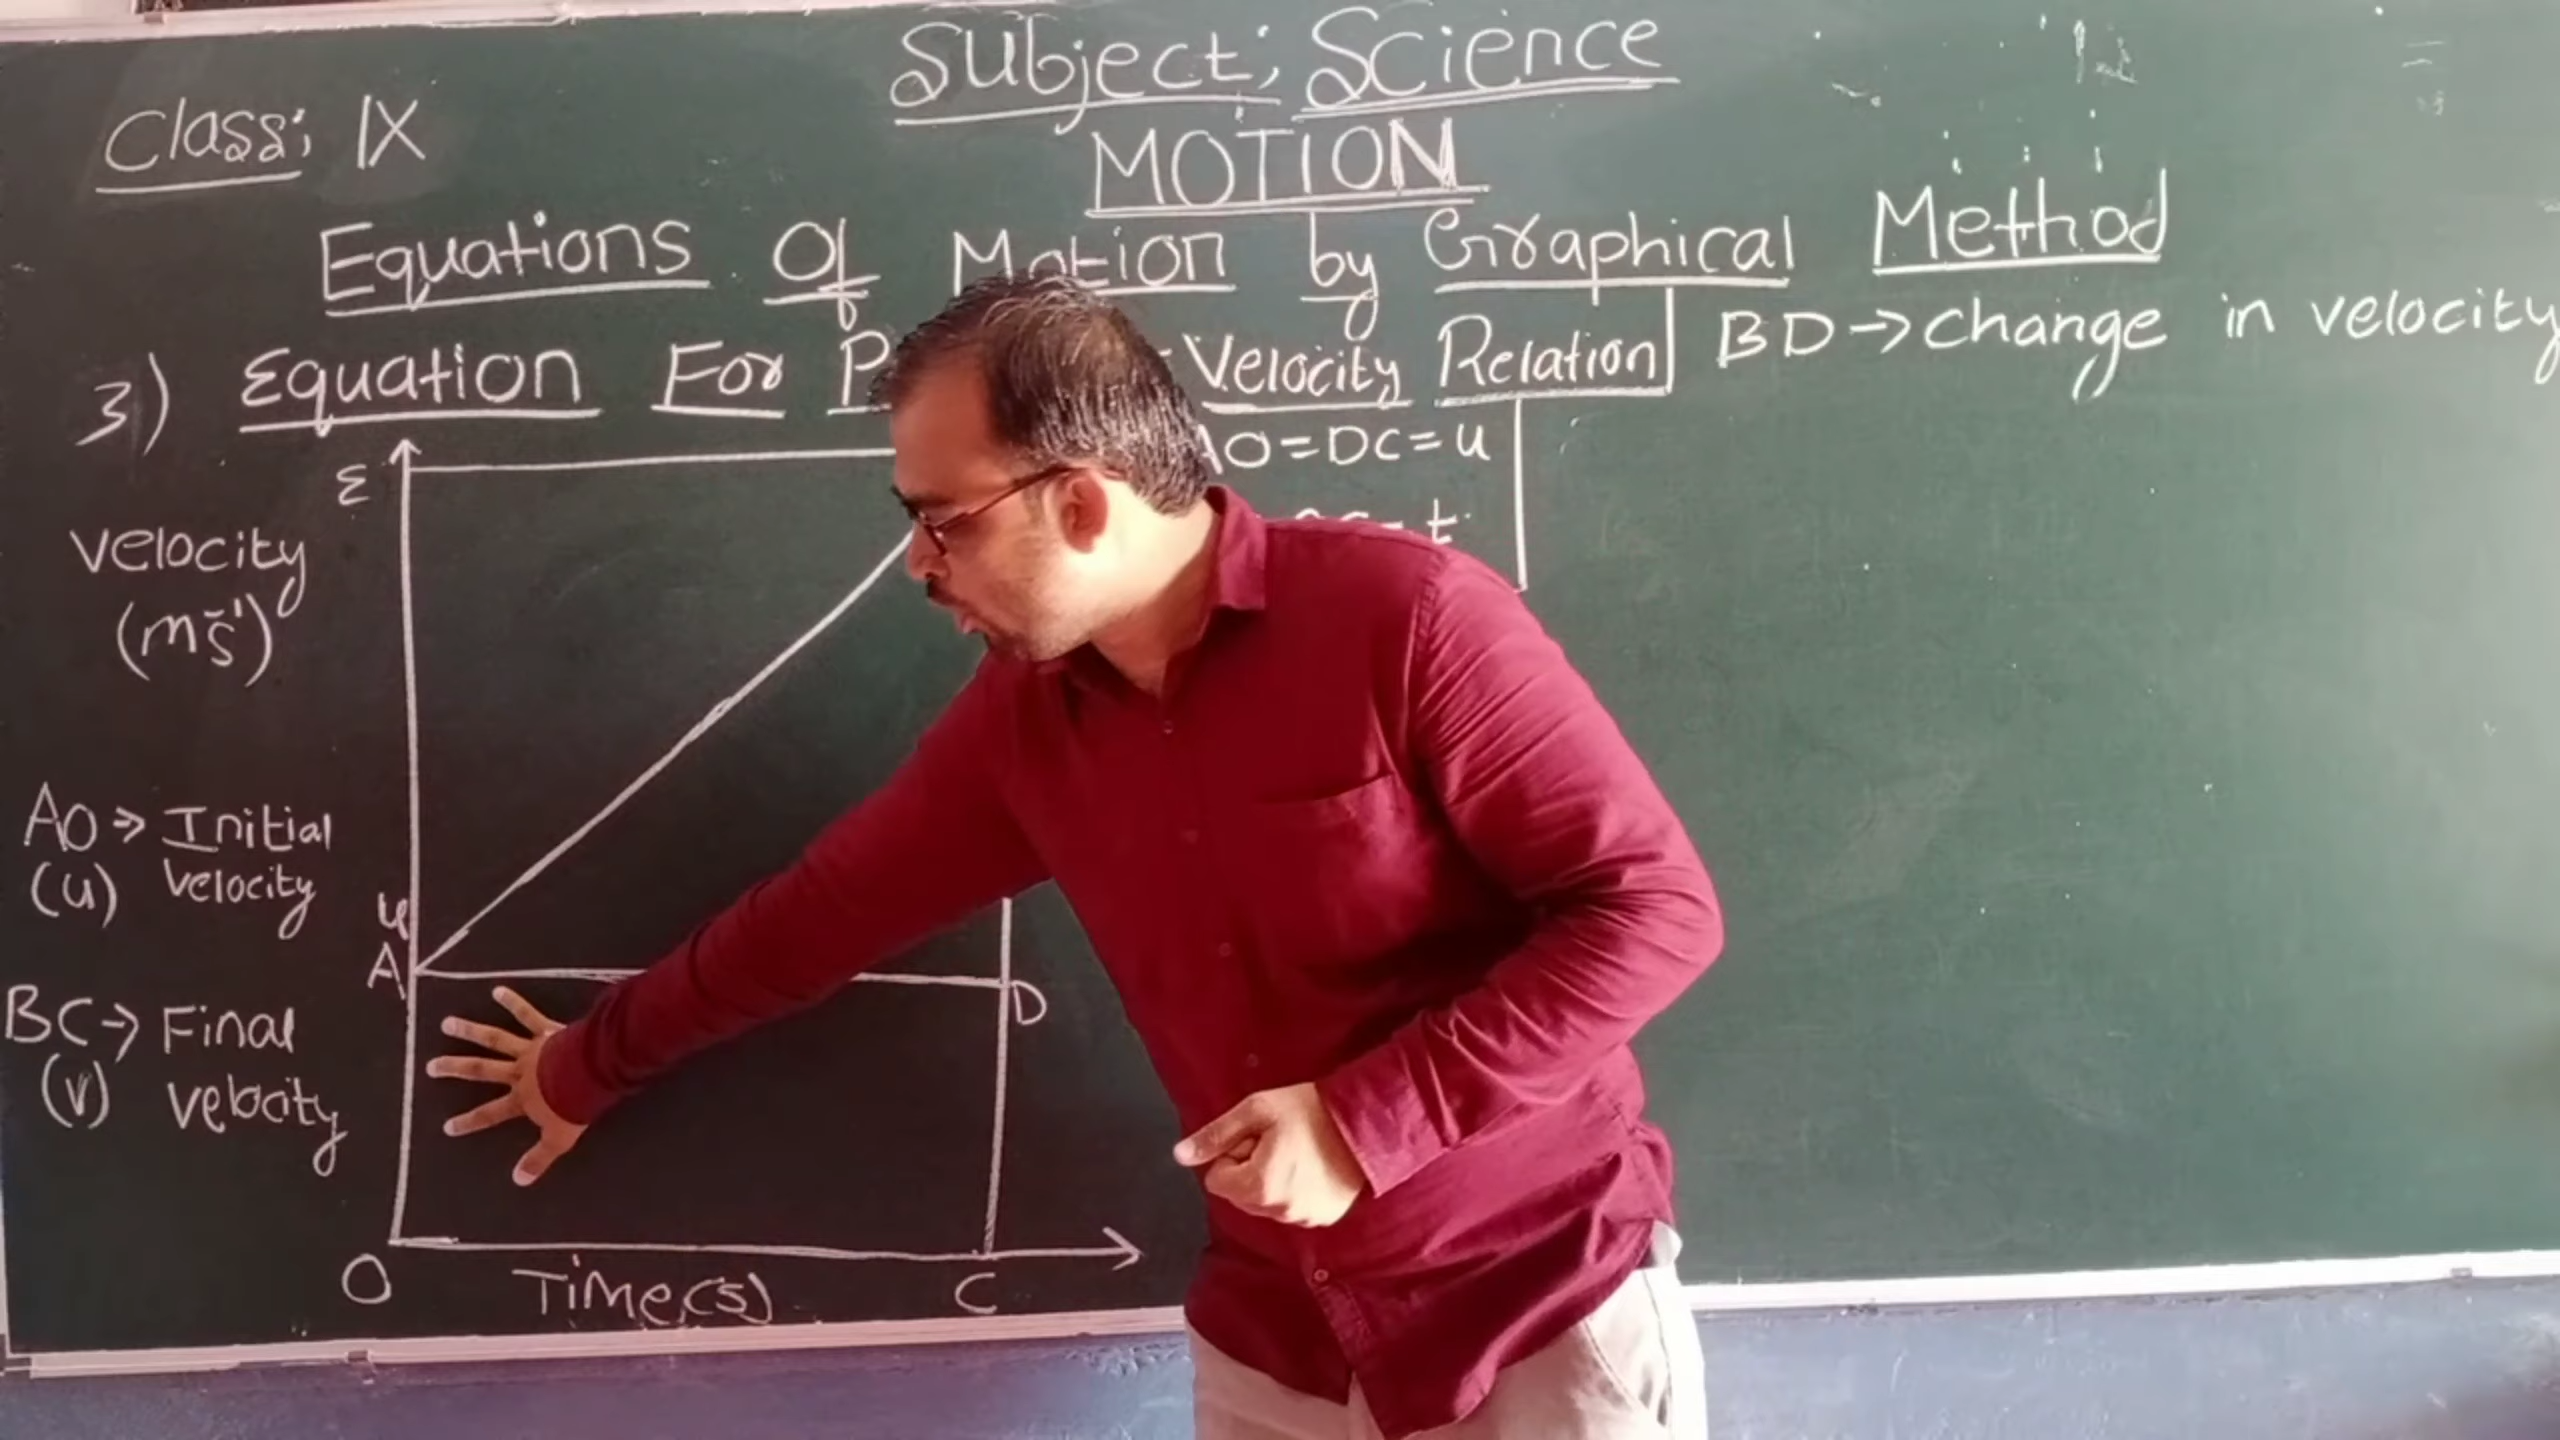 Subject; Science
Class; IX
MOTION
Equations Of Motion by Graphical Method
3) Equation For Velocity Relation BD→change in velocity
AO=DC=u
t
E
Velocity
(ms⁻¹)
AO→ Initial
(u) Velocity
u
A
D
BC→ Final
(v) velocity
O Time(s) C